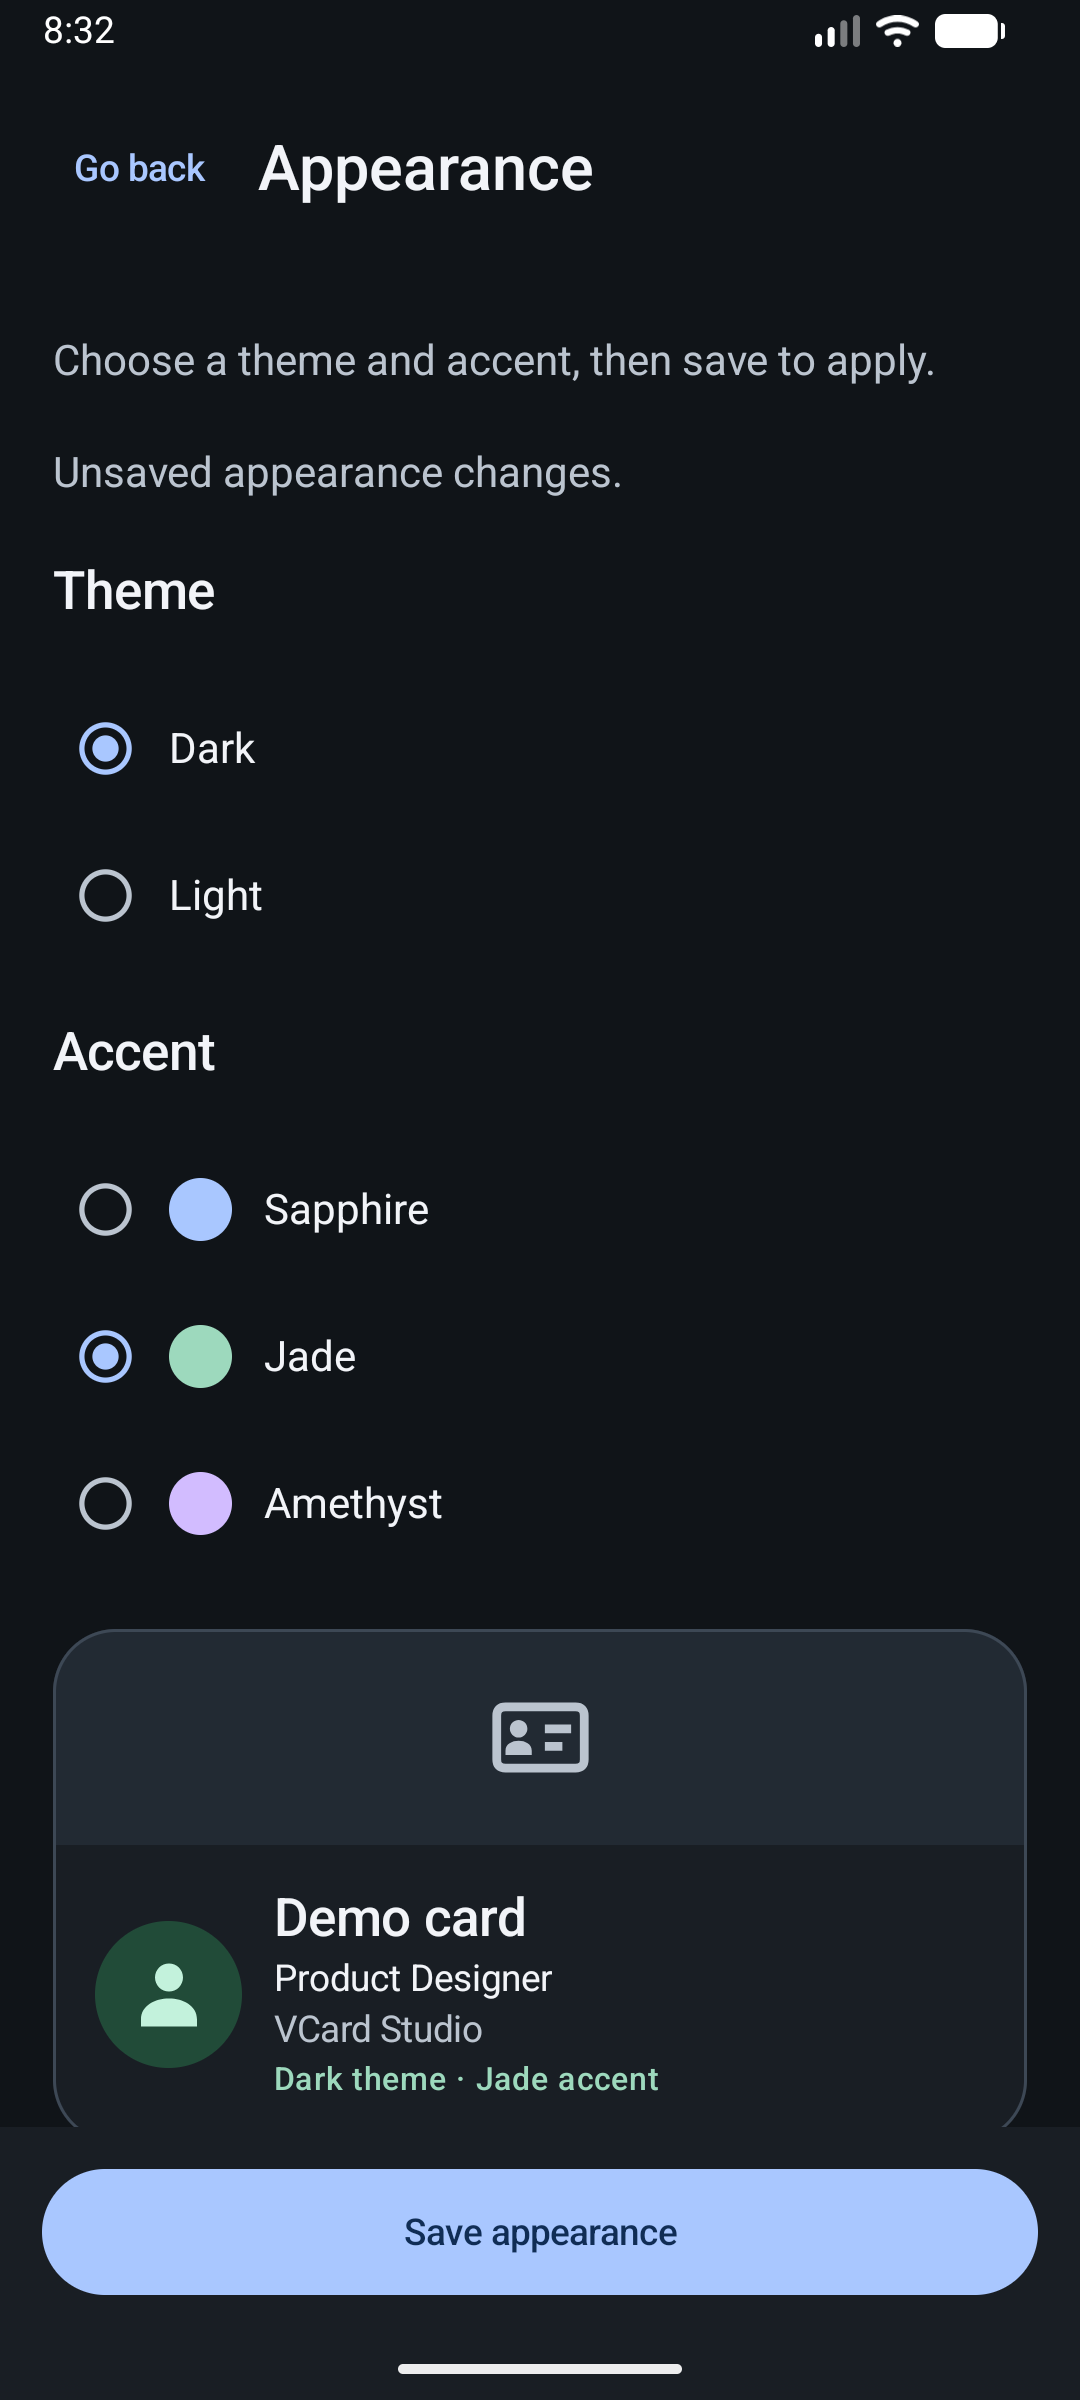 8:32
Go back
Appearance
Choose a theme and accent, then save to apply.
Unsaved appearance changes.
Theme
Dark
Light
Accent
Sapphire
Jade
Amethyst
Demo card
Product Designer
VCard Studio
Dark theme · Jade accent
Save appearance